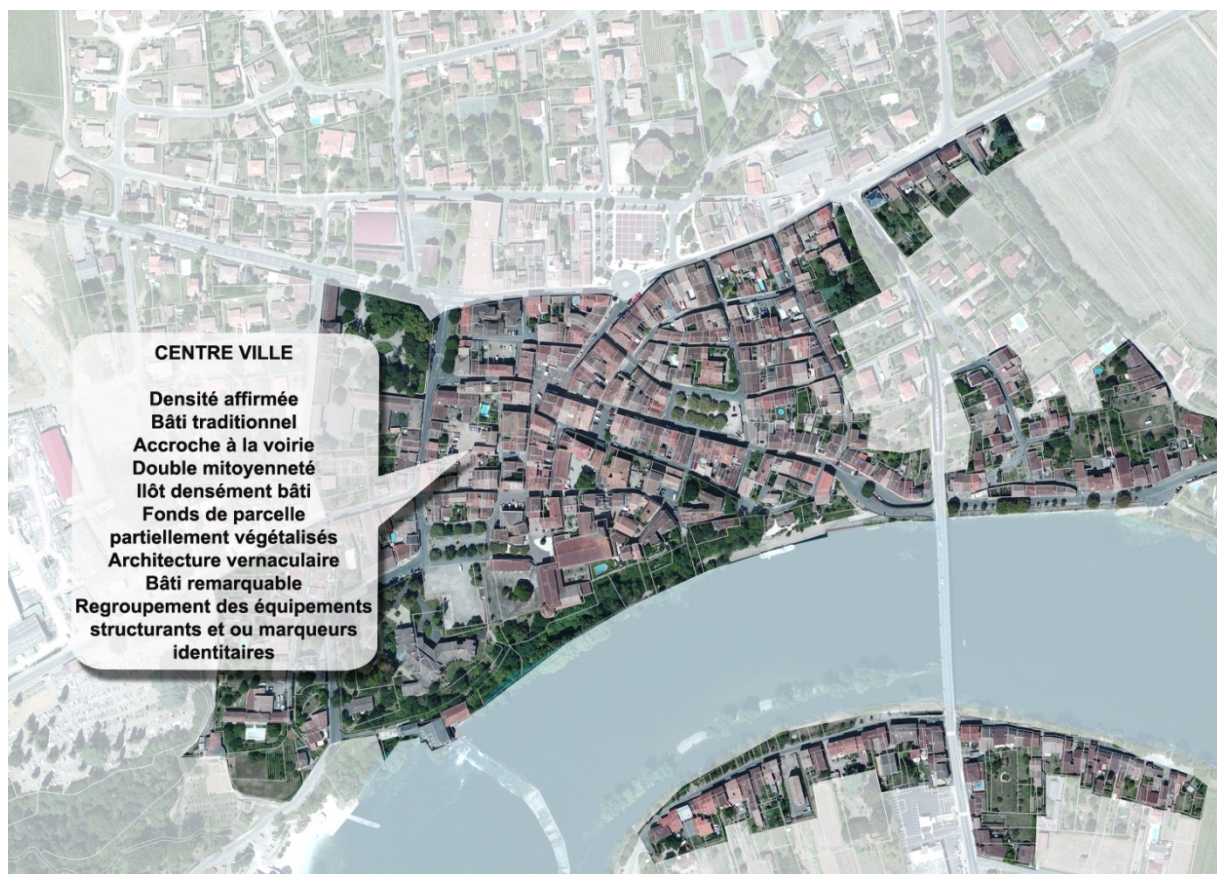 CENTRE VILLE
Densité affirmée
Bâti traditionnel
Accroche à la voirie
Double mitoyenneté
Ilôt densément bâti
Fonds de parcelle
partiellement végétalisés
Architecture vernaculaire
Bâti remarquable
Regroupement des équipements
structurants et ou marqueurs
identitaires